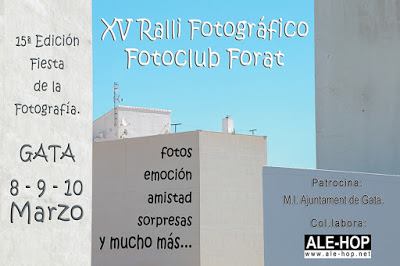 XV Ralli Fotográfico
Fotoclub Forat
15ª Edición
Fiesta
de la
Fotografía.
GATA
8 - 9 - 10
Marzo
fotos
emoción
amistad
sorpresas
y mucho más...
Patrocina:
M.I. Ajuntament de Gata.
Col.labora:
ALE-HOP
www.ale-hop.net